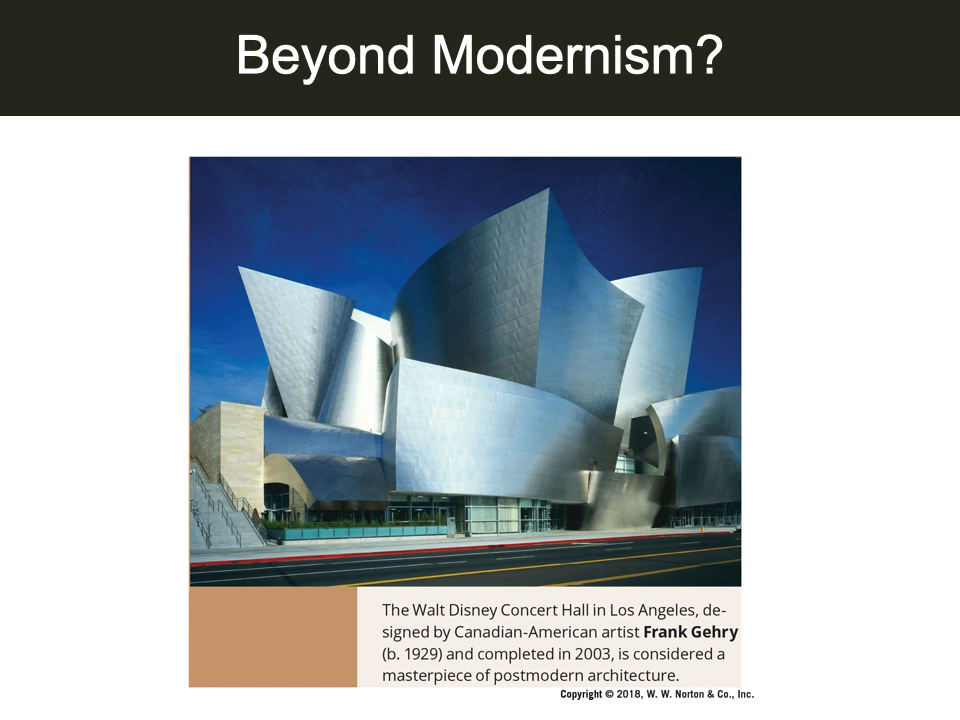 Beyond Modernism?
The Walt Disney Concert Hall in Los Angeles, de-
signed by Canadian-American artist Frank Gehry
(b. 1929) and completed in 2003, is considered a
masterpiece of postmodern architecture.
Copyright © 2018, W. W. Norton & Co., Inc.